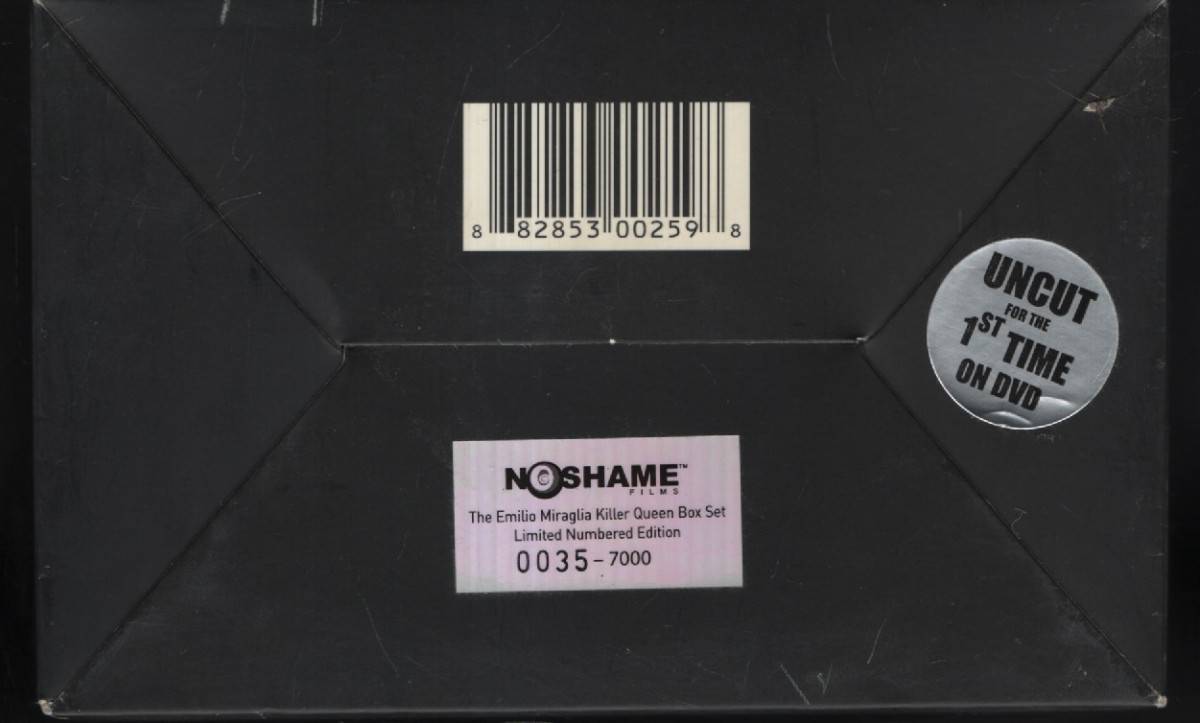 8 82853 00259 8
UNCUT
FOR THE
1ST TIME
ON DVD
NOSHAME™
FILMS
The Emilio Miraglia Killer Queen Box Set
Limited Numbered Edition
0035 – 7000